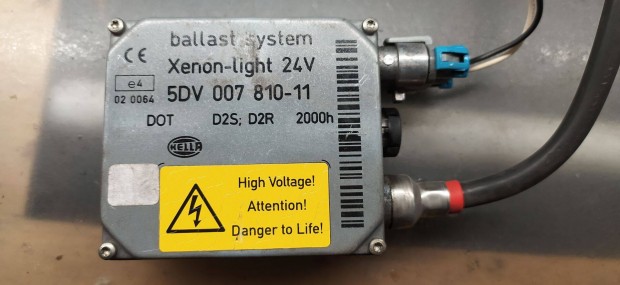 ballast system
CE
Xenon-light 24V
e4
02 0064
5DV 007 810-11
DOT D2S; D2R 2000h
HELLA
High Voltage!
Attention!
Danger to Life!